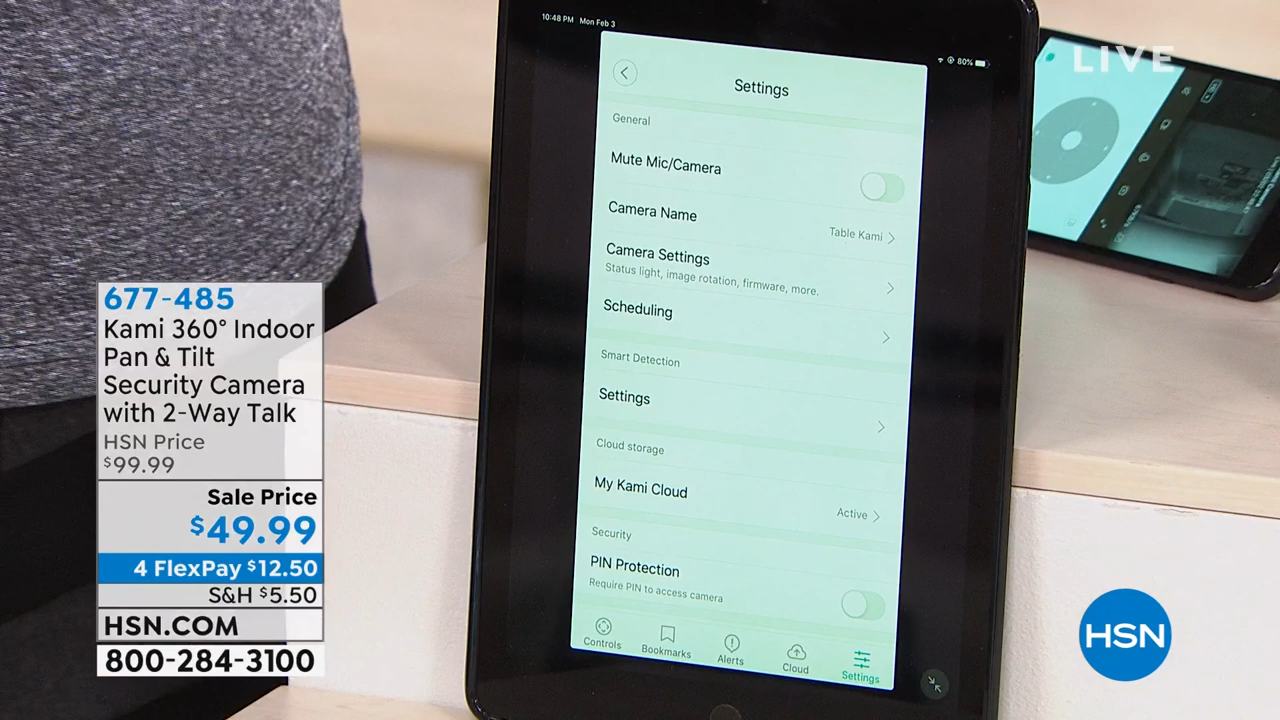 10:48 PM Mon Feb 3
80%
LIVE
Settings
General
Mute Mic/Camera
Camera Name
Table Kami
Camera Settings
Status light, image rotation, firmware, more.
Scheduling
Smart Detection
Settings
Cloud storage
My Kami Cloud
Active
Security
PIN Protection
Require PIN to access camera
Controls
Bookmarks
Alerts
Cloud
Settings
677-485
Kami 360° Indoor
Pan & Tilt
Security Camera
with 2-Way Talk
HSN Price
$99.99
Sale Price
$49.99
4 FlexPay $12.50
S&H $5.50
HSN.COM
800-284-3100
HSN